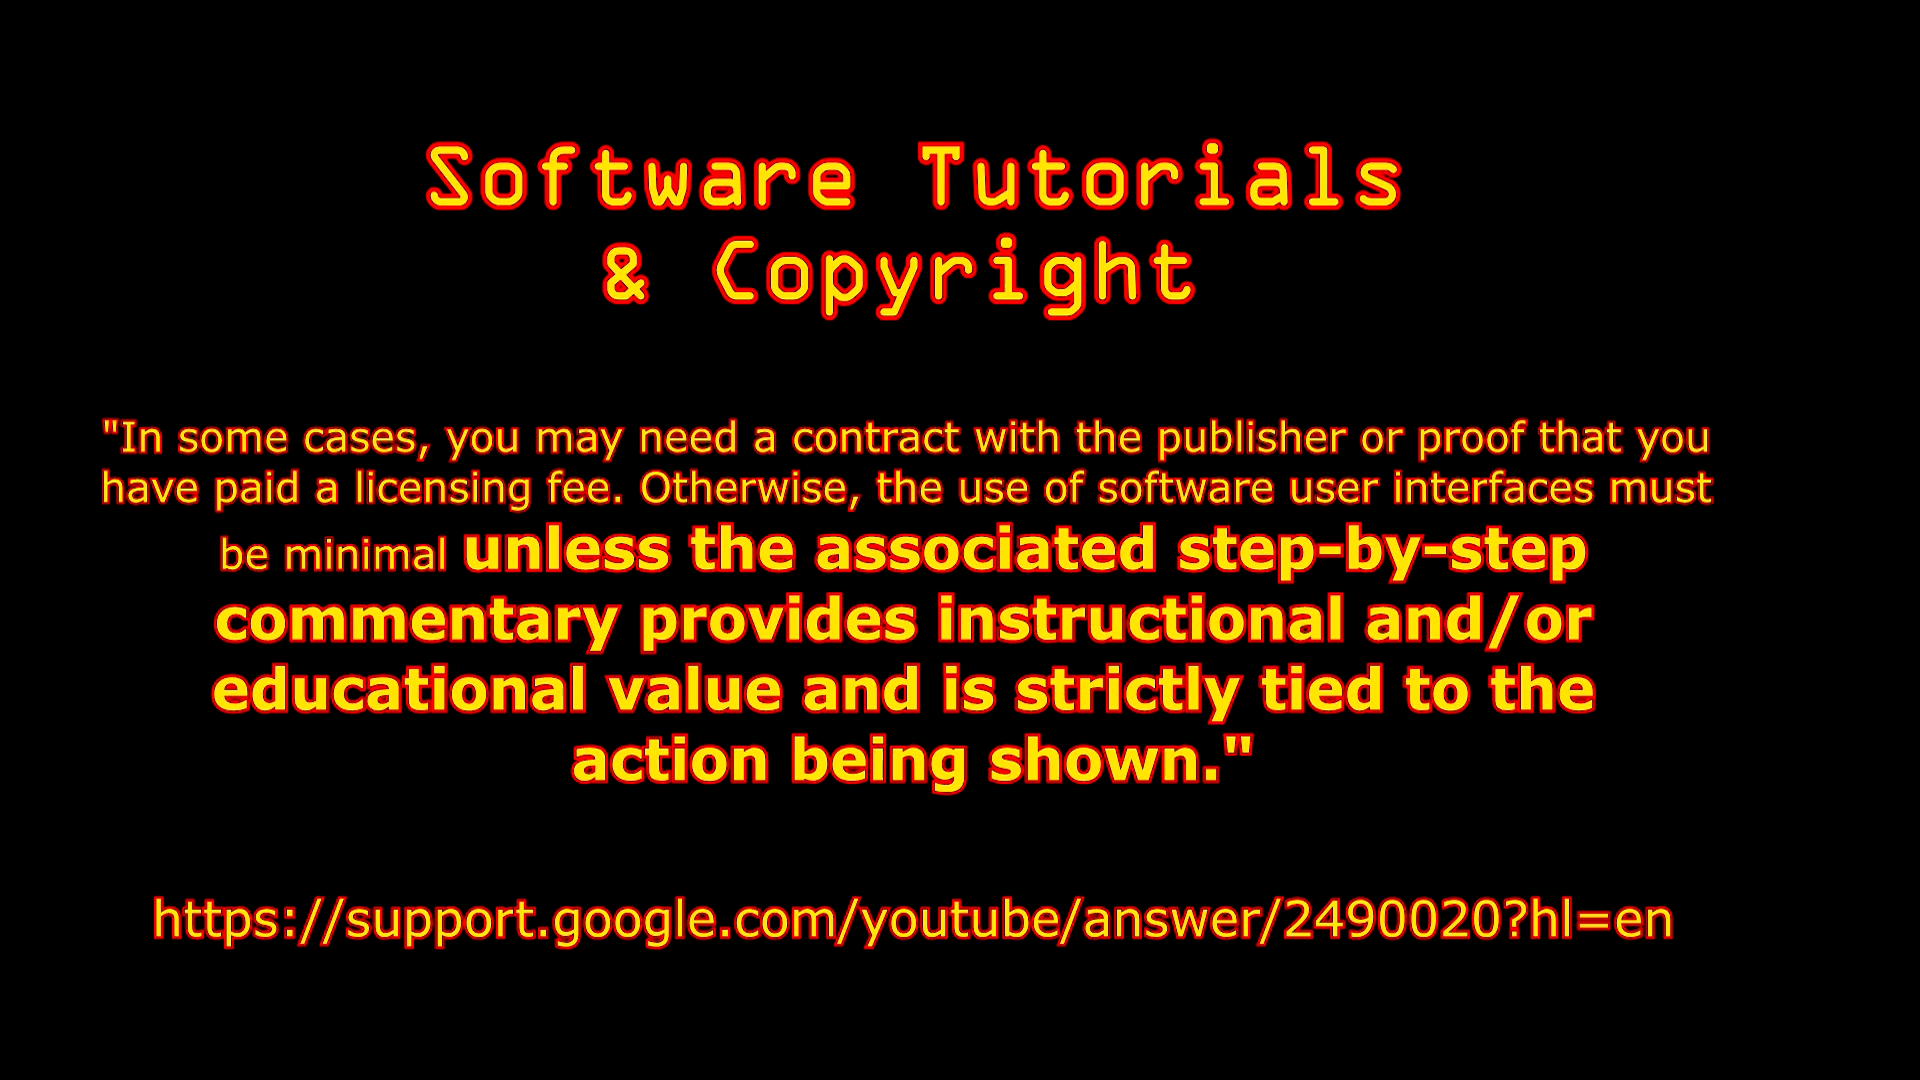 Software Tutorials
& Copyright
"In some cases, you may need a contract with the publisher or proof that you
have paid a licensing fee. Otherwise, the use of software user interfaces must
be minimal unless the associated step-by-step
commentary provides instructional and/or
educational value and is strictly tied to the
action being shown."
https://support.google.com/youtube/answer/2490020?hl=en